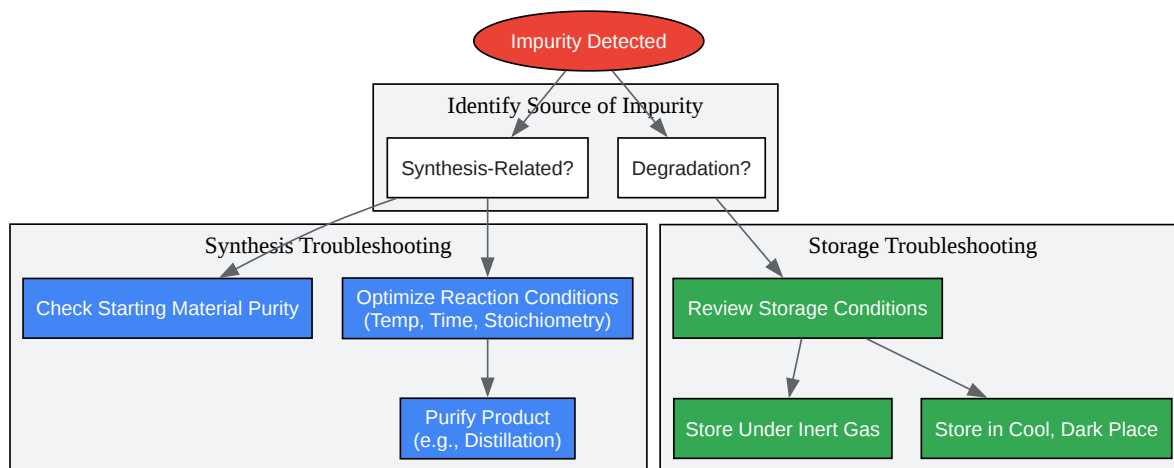 Impurity Detected
Identify Source of Impurity
Synthesis-Related?
Degradation?
Synthesis Troubleshooting
Storage Troubleshooting
Check Starting Material Purity
Optimize Reaction Conditions
(Temp, Time, Stoichiometry)
Review Storage Conditions
Purify Product
(e.g., Distillation)
Store Under Inert Gas
Store in Cool, Dark Place